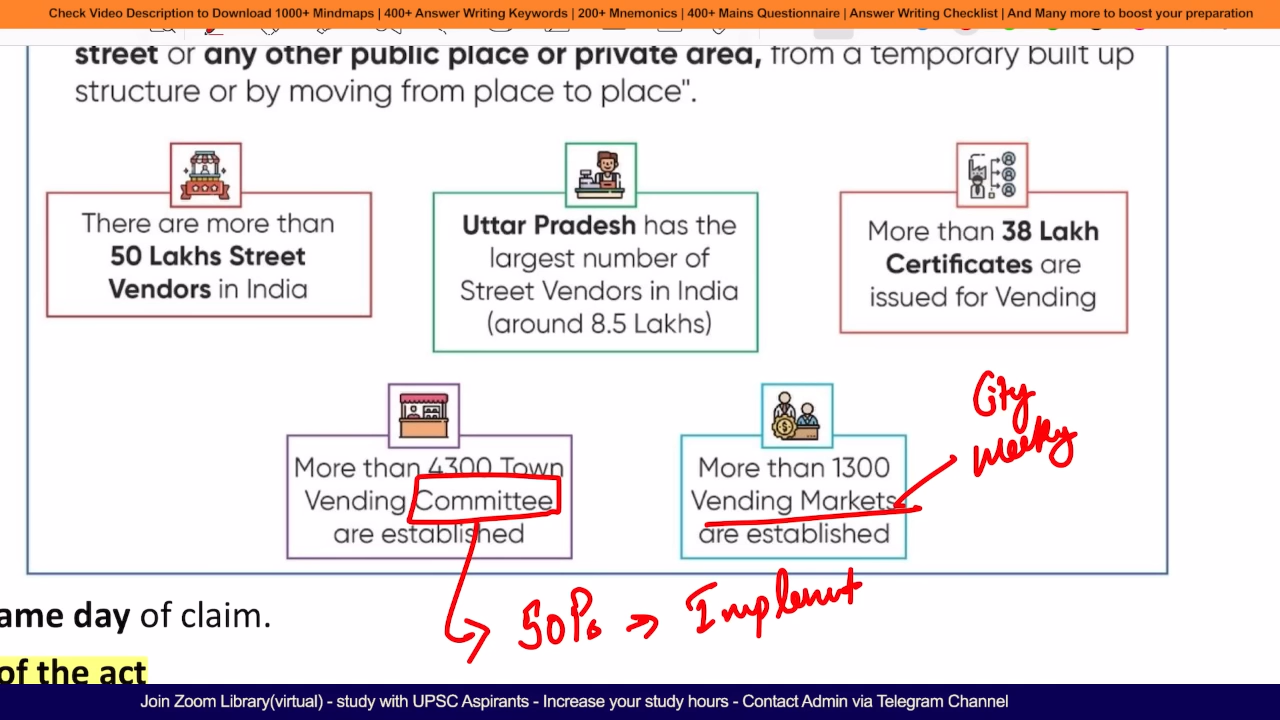 Check Video Description to Download 1000+ Mindmaps | 400+ Answer Writing Keywords | 200+ Mnemonics | 400+ Mains Questionnaire | Answer Writing Checklist | And Many more to boost your preparation
street or any other public place or private area, from a temporary built up
structure or by moving from place to place".
There are more than
50 Lakhs Street
Vendors in India
Uttar Pradesh has the
largest number of
Street Vendors in India
(around 8.5 Lakhs)
More than 38 Lakh
Certificates are
issued for Vending
More than 4300 Town
Vending Committee
are established
More than 1300
Vending Markets
are established
City
SOPs => Implement
ame day of claim.
of the act
Join Zoom Library(virtual) - study with UPSC Aspirants - Increase your study hours - Contact Admin via Telegram Channel